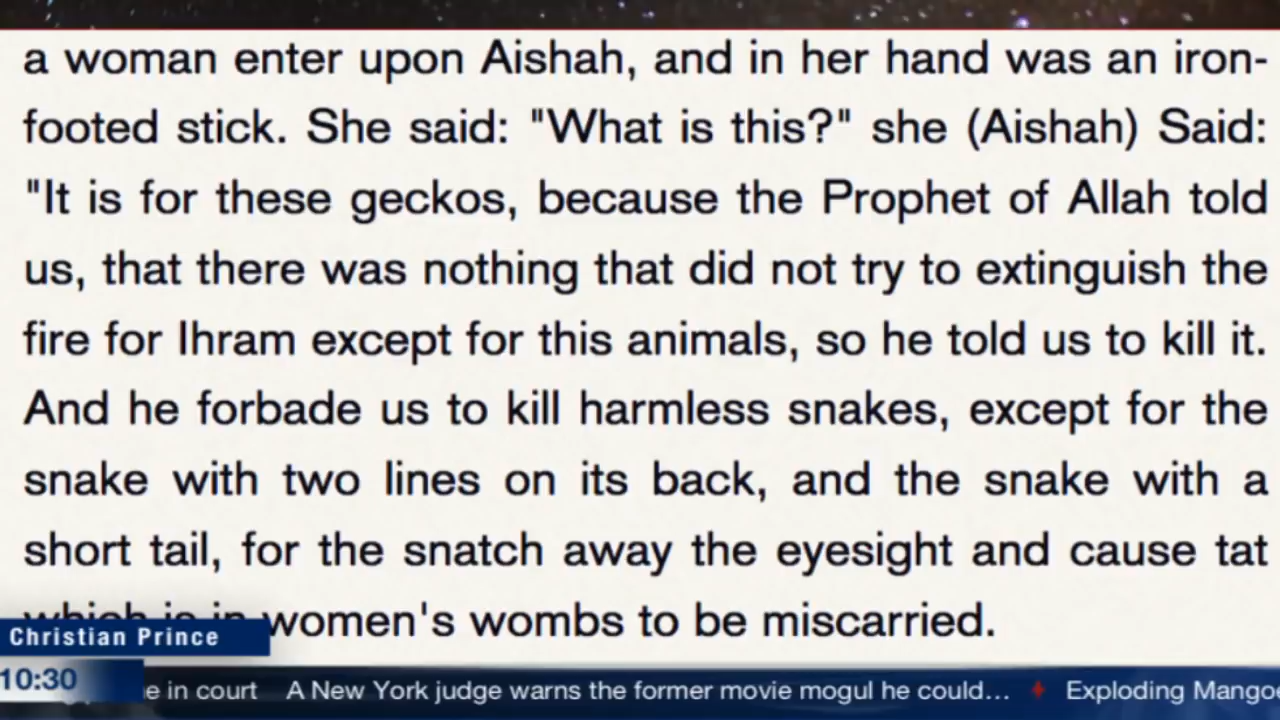 a woman enter upon Aishah, and in her hand was an iron-
footed stick. She said: "What is this?" she (Aishah) Said:
"It is for these geckos, because the Prophet of Allah told
us, that there was nothing that did not try to extinguish the
fire for Ihram except for this animals, so he told us to kill it.
And he forbade us to kill harmless snakes, except for the
snake with two lines on its back, and the snake with a
short tail, for the snatch away the eyesight and cause tat
which is in women's wombs to be miscarried.
Christian Prince
10:30
e in court A New York judge warns the former movie mogul he could... Exploding Mango